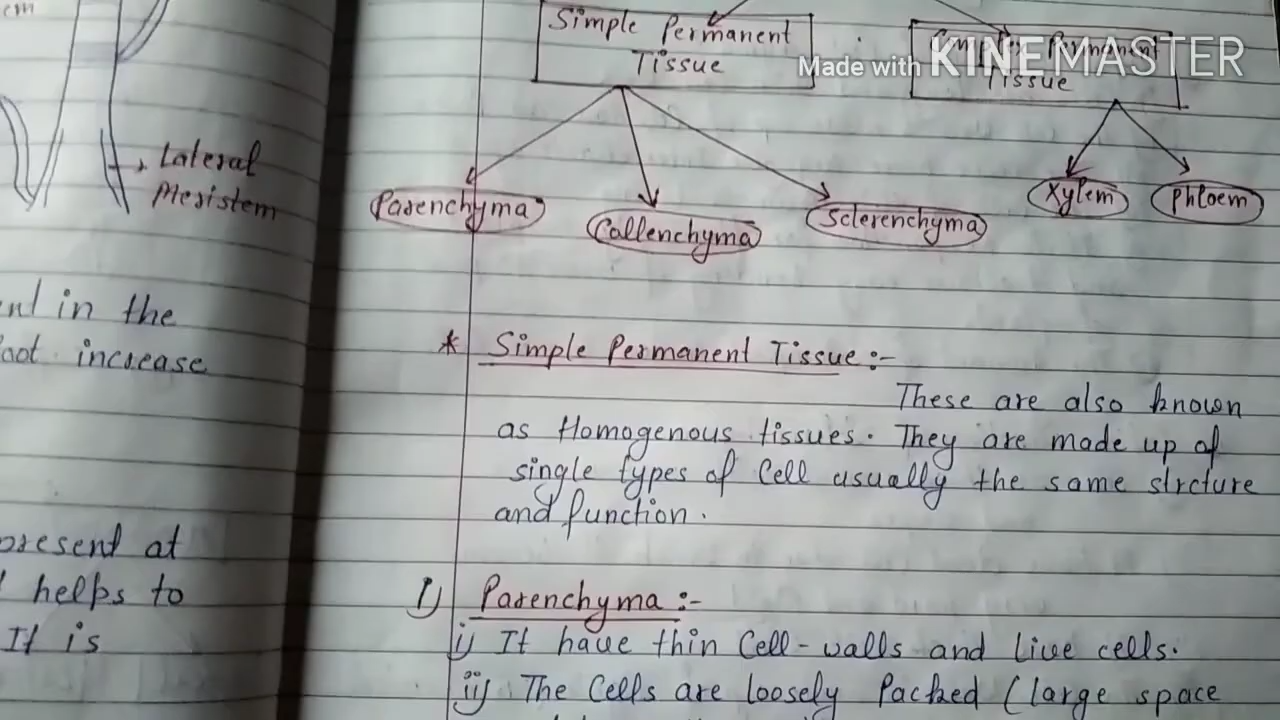 cm
Lateral
Meristem
in the
increase
present at
helps to
It is
Simple Permanent
Tissue
Permanent
Tissue
Made with KINEMASTER
Parenchyma
Collenchyma
Sclerenchyma
Xylem
Phloem
* Simple Permanent Tissue :-
These are also known
as Homogenous tissues. They are made up of
single types of Cell usually the same strcture
and function.
1) Parenchyma :-
i) It have thin Cell-walls and Live cells.
ii) The Cells are loosely Packed (large space